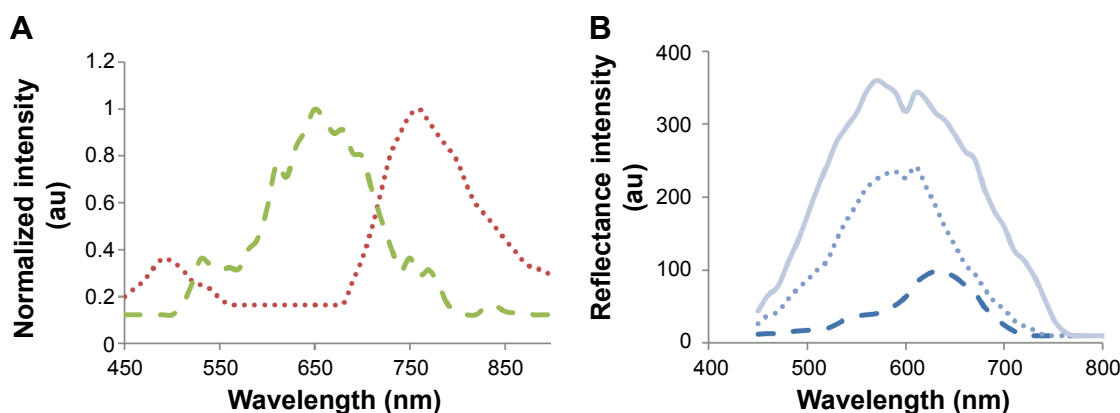 A
Normalized intensity
(au)
1.2
1
0.8
0.6
0.4
0.2
0
450
550
650
750
850
Wavelength (nm)
B
Reflectance intensity
(au)
400
300
200
100
0
400
500
600
700
800
Wavelength (nm)